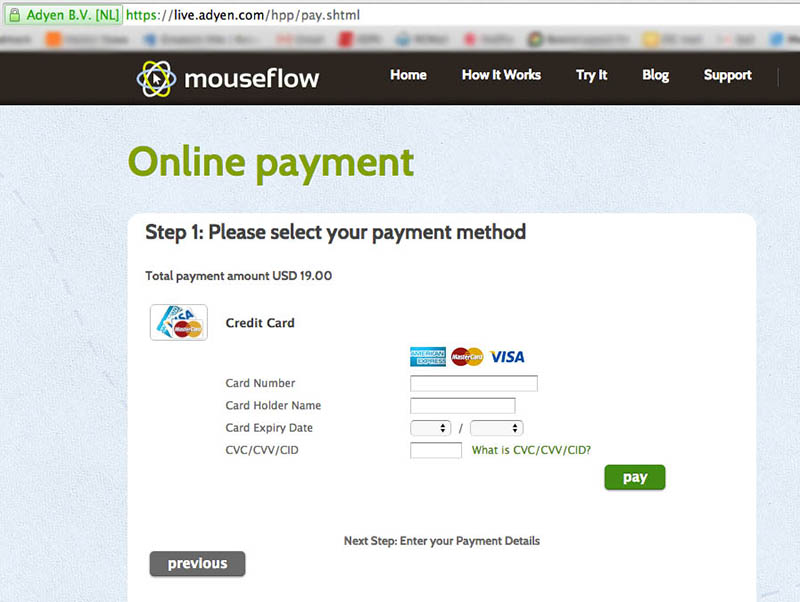 Adyen B.V. [NL] https://live.adyen.com/hpp/pay.shtml
mouseflow Home How It Works Try It Blog Support
Online payment
Step 1: Please select your payment method
Total payment amount USD 19.00
VISA MasterCard Credit Card
AMERICAN EXPRESS MasterCard VISA
Card Number
Card Holder Name
Card Expiry Date /
CVC/CVV/CID What is CVC/CVV/CID?
pay
Next Step: Enter your Payment Details
previous